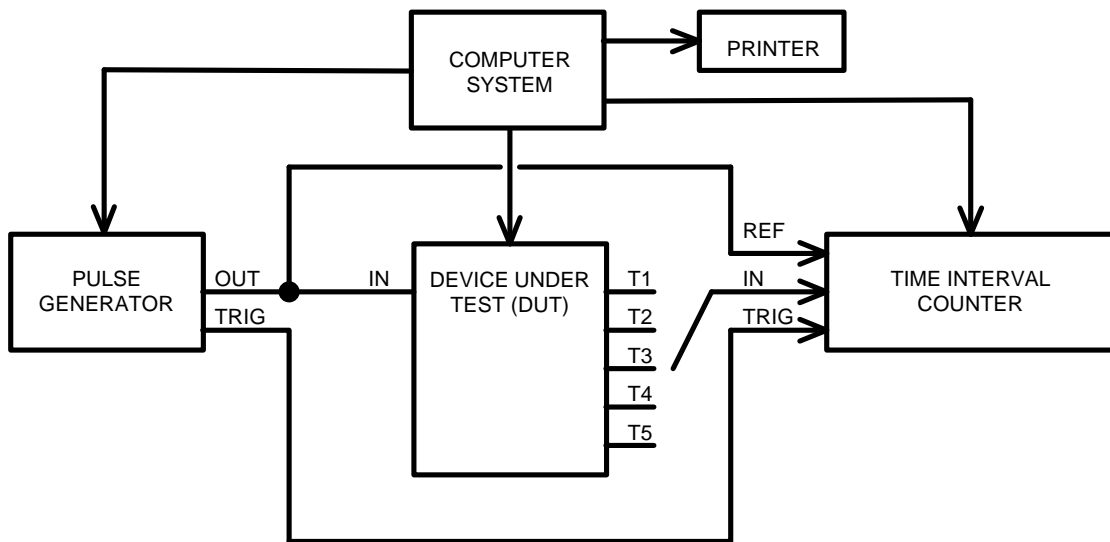 COMPUTER
SYSTEM
PRINTER
PULSE
GENERATOR
OUT
TRIG
IN
DEVICE UNDER
TEST (DUT)
T1
T2
T3
T4
T5
REF
IN
TRIG
TIME INTERVAL
COUNTER